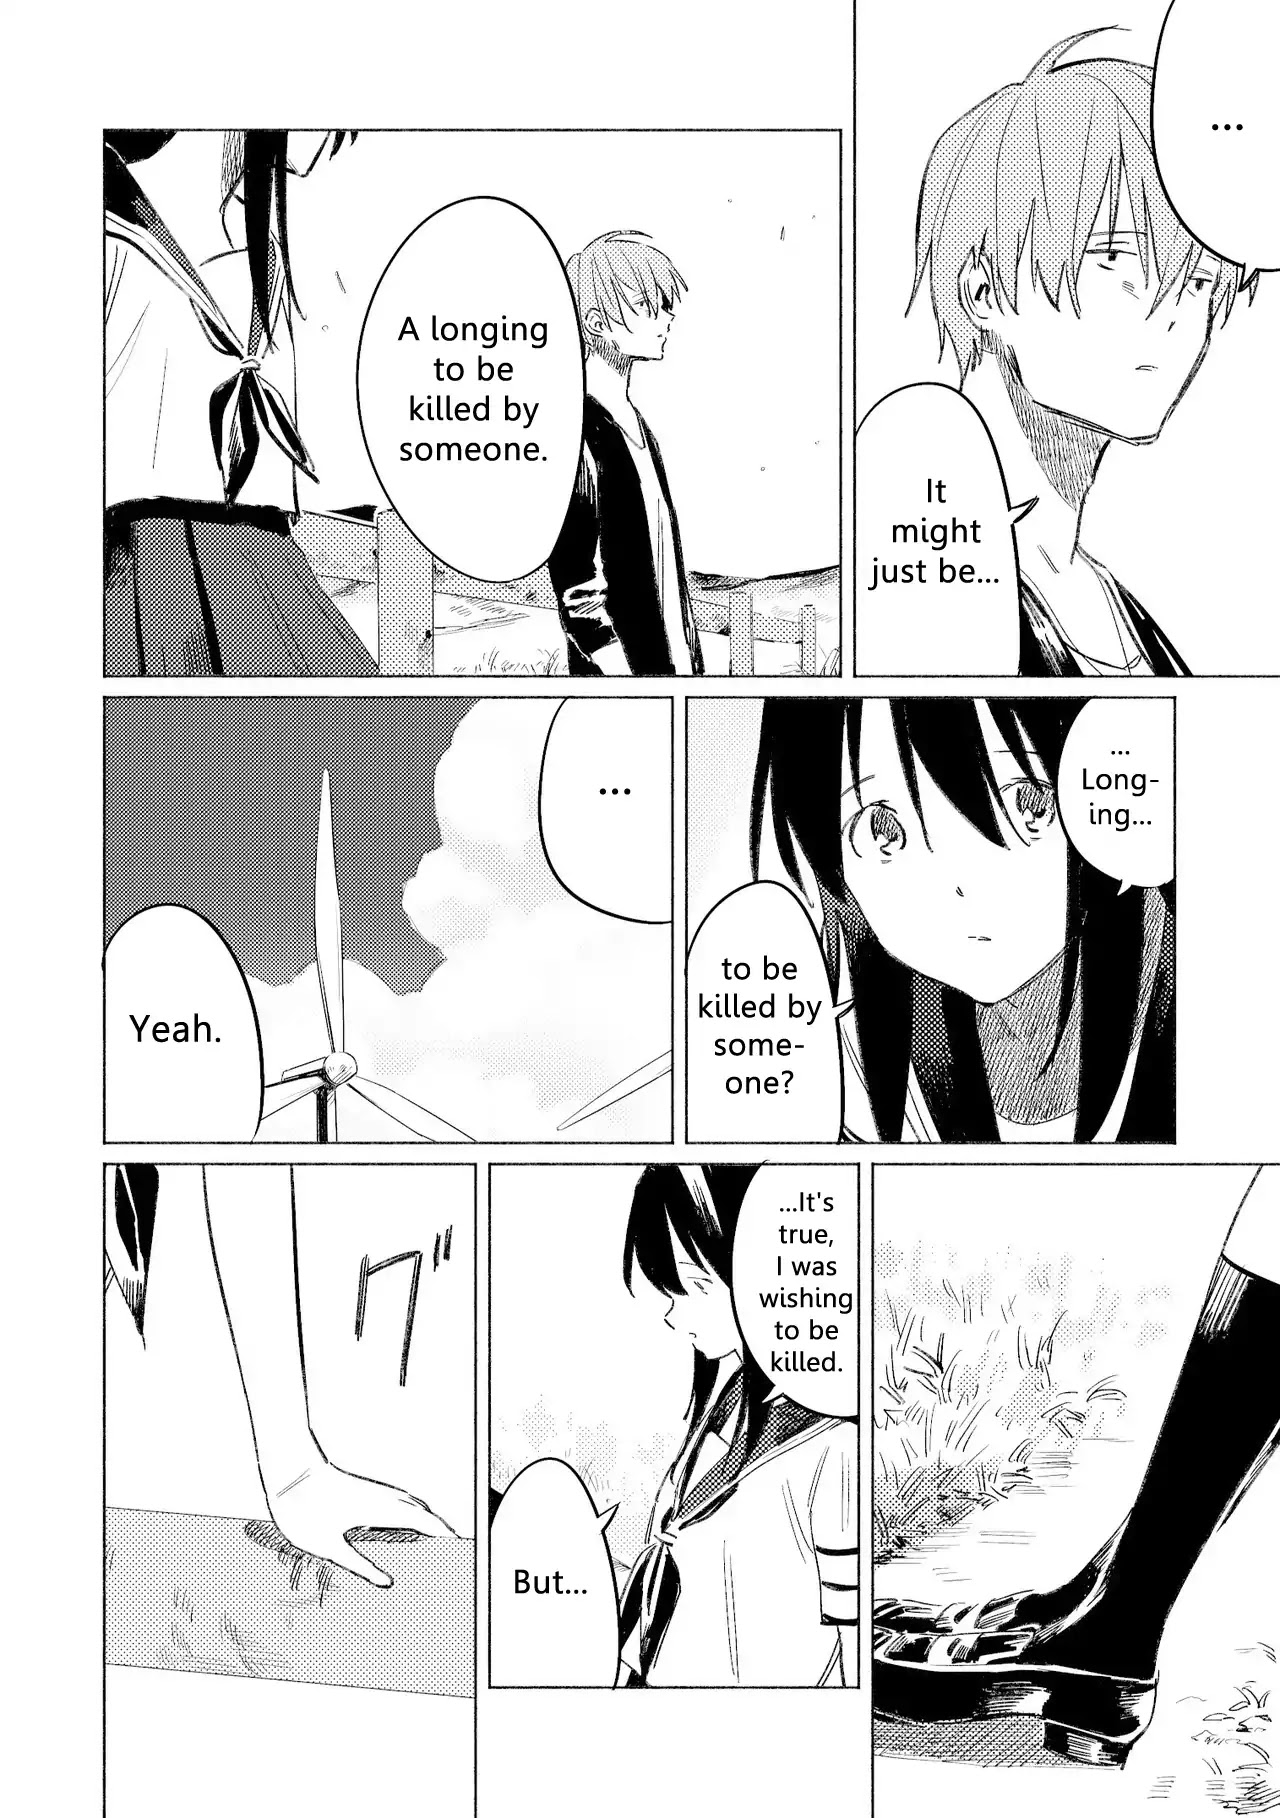 ...
It
might
just be...
A longing
to be
killed by
someone.
...
Long-
ing...
to be
killed by
some-
one?
...
Yeah.
...It's
true,
I was
wishing
to be
killed.
But...
グ